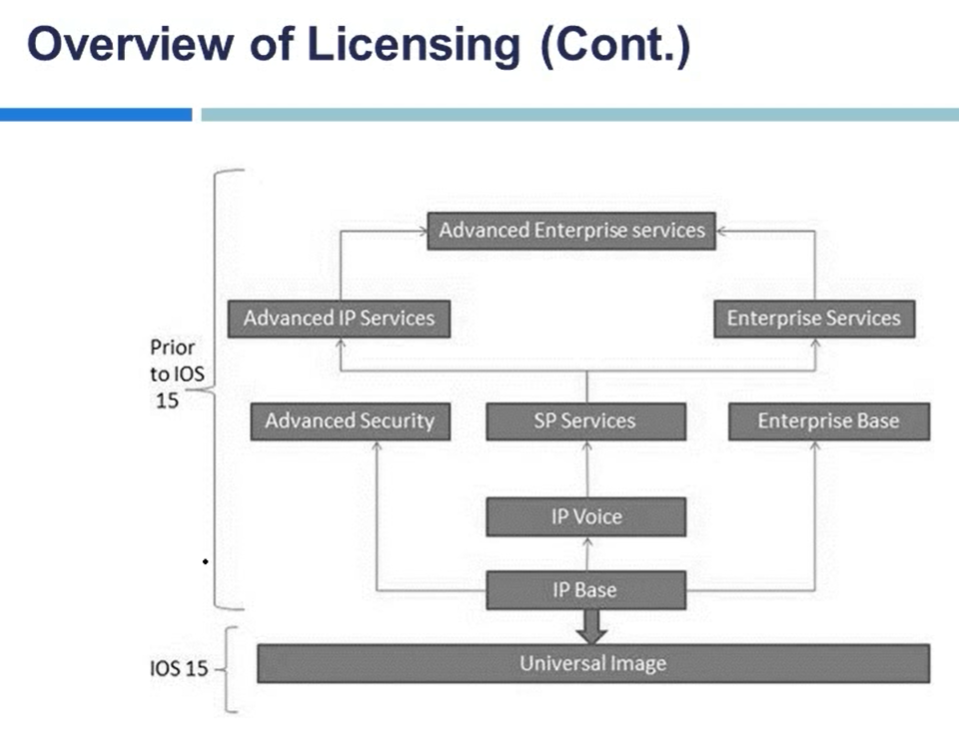 Overview of Licensing (Cont.)
Advanced Enterprise services
Advanced IP Services
Enterprise Services
Prior
to IOS
15
Advanced Security
SP Services
Enterprise Base
IP Voice
IP Base
IOS 15
Universal Image